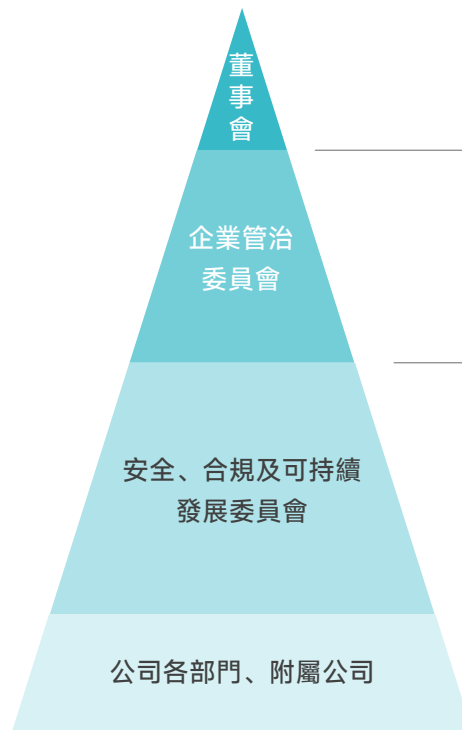 董事會
企業管治
委員會
安全、合規及可持續
發展委員會
公司各部門、附屬公司